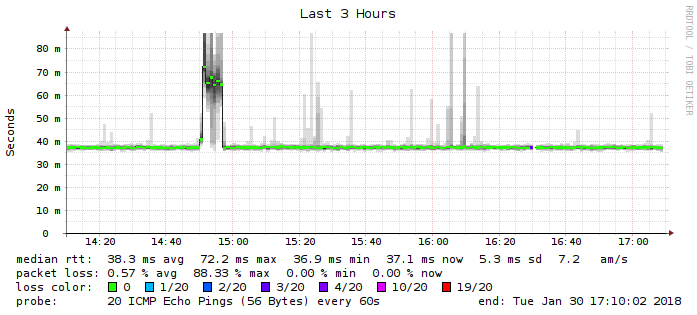 Last 3 Hours
RRDTOOL / TOBI OETIKER
Seconds
80 m
70 m
60 m
50 m
40 m
30 m
20 m
10 m
0
14:20 14:40 15:00 15:20 15:40 16:00 16:20 16:40 17:00
median rtt: 38.3 ms avg 72.2 ms max 36.9 ms min 37.1 ms now 5.3 ms sd 7.2 am/s
packet loss: 0.57 % avg 88.33 % max 0.00 % min 0.00 % now
loss color: 0 1/20 2/20 3/20 4/20 10/20 19/20
probe: 20 ICMP Echo Pings (56 Bytes) every 60s end: Tue Jan 30 17:10:02 2018